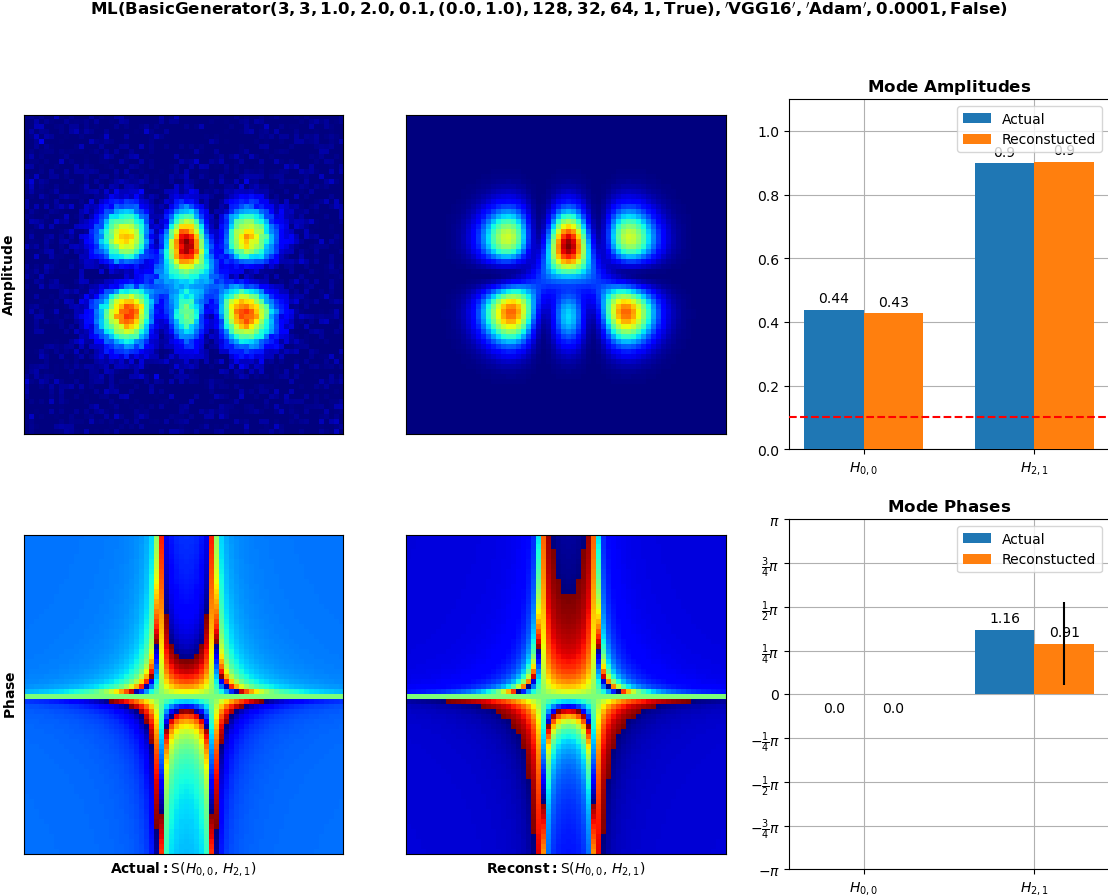 ML(BasicGenerator(3, 3, 1.0, 2.0, 0.1, (0.0, 1.0), 128, 32, 64, 1, True), 'VGG16', 'Adam', 0.0001, False)
Amplitude
Mode Amplitudes
Actual
Reconstucted
1.0
0.8
0.6
0.4
0.2
0.0
0.44
0.43
0.9
0.9
H0,0
H2,1
Phase
Actual: S(H0,0, H2,1)
Reconst: S(H0,0, H2,1)
Mode Phases
Actual
Reconstucted
π
3/4π
1/2π
1/4π
0
−1/4π
−1/2π
−3/4π
−π
0.0
0.0
1.16
0.91
H0,0
H2,1